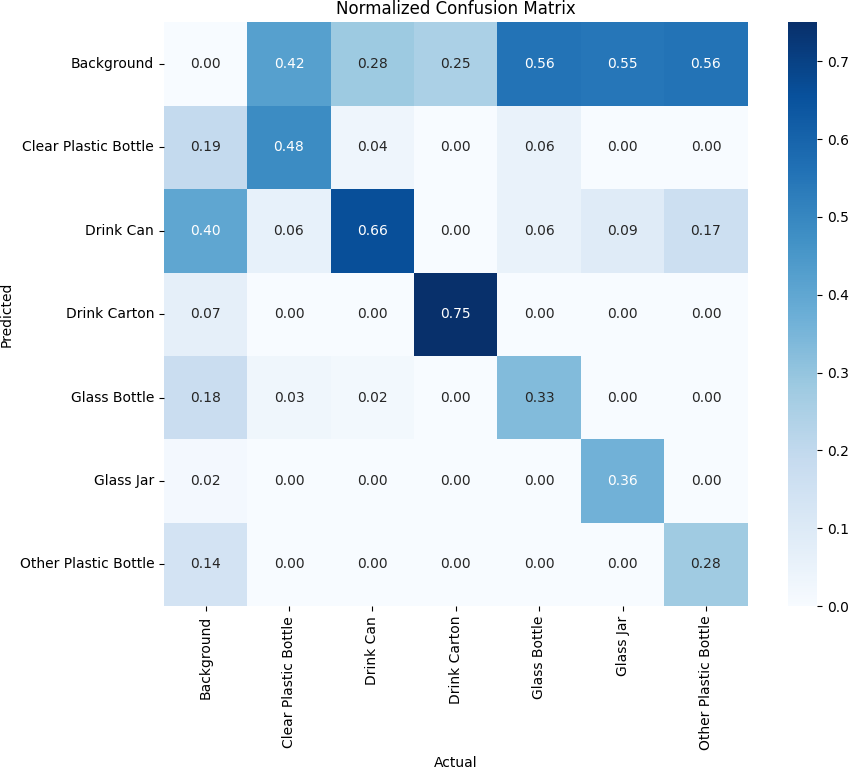 Normalized Confusion Matrix
Predicted
Background 0.00 0.42 0.28 0.25 0.56 0.55 0.56
Clear Plastic Bottle 0.19 0.48 0.04 0.00 0.06 0.00 0.00
Drink Can 0.40 0.06 0.66 0.00 0.06 0.09 0.17
Drink Carton 0.07 0.00 0.00 0.75 0.00 0.00 0.00
Glass Bottle 0.18 0.03 0.02 0.00 0.33 0.00 0.00
Glass Jar 0.02 0.00 0.00 0.00 0.00 0.36 0.00
Other Plastic Bottle 0.14 0.00 0.00 0.00 0.00 0.00 0.28
Background
Clear Plastic Bottle
Drink Can
Drink Carton
Glass Bottle
Glass Jar
Other Plastic Bottle
Actual
0.7
0.6
0.5
0.4
0.3
0.2
0.1
0.0